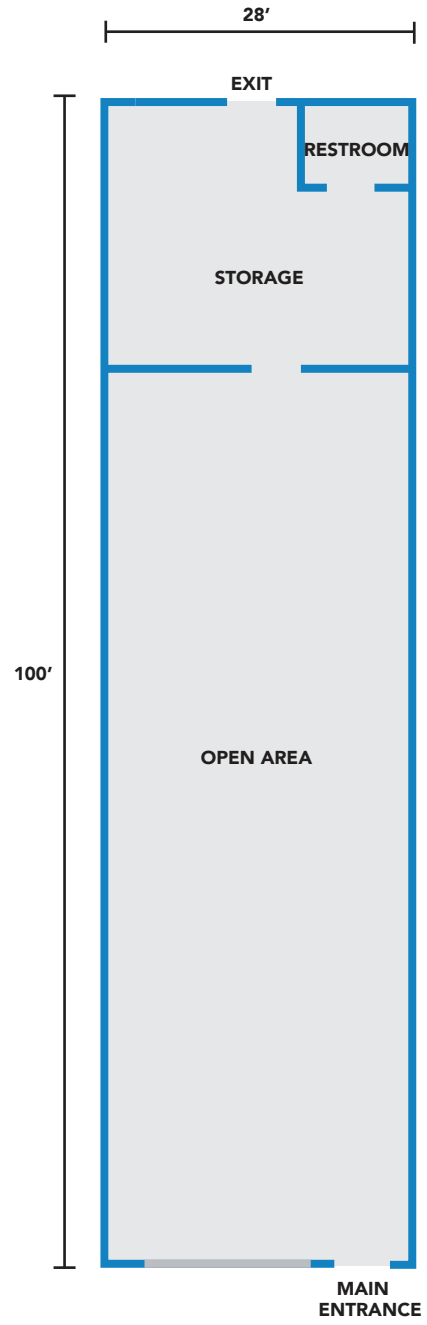 28’
EXIT
RESTROOM
STORAGE
100’
OPEN AREA
MAIN
ENTRANCE